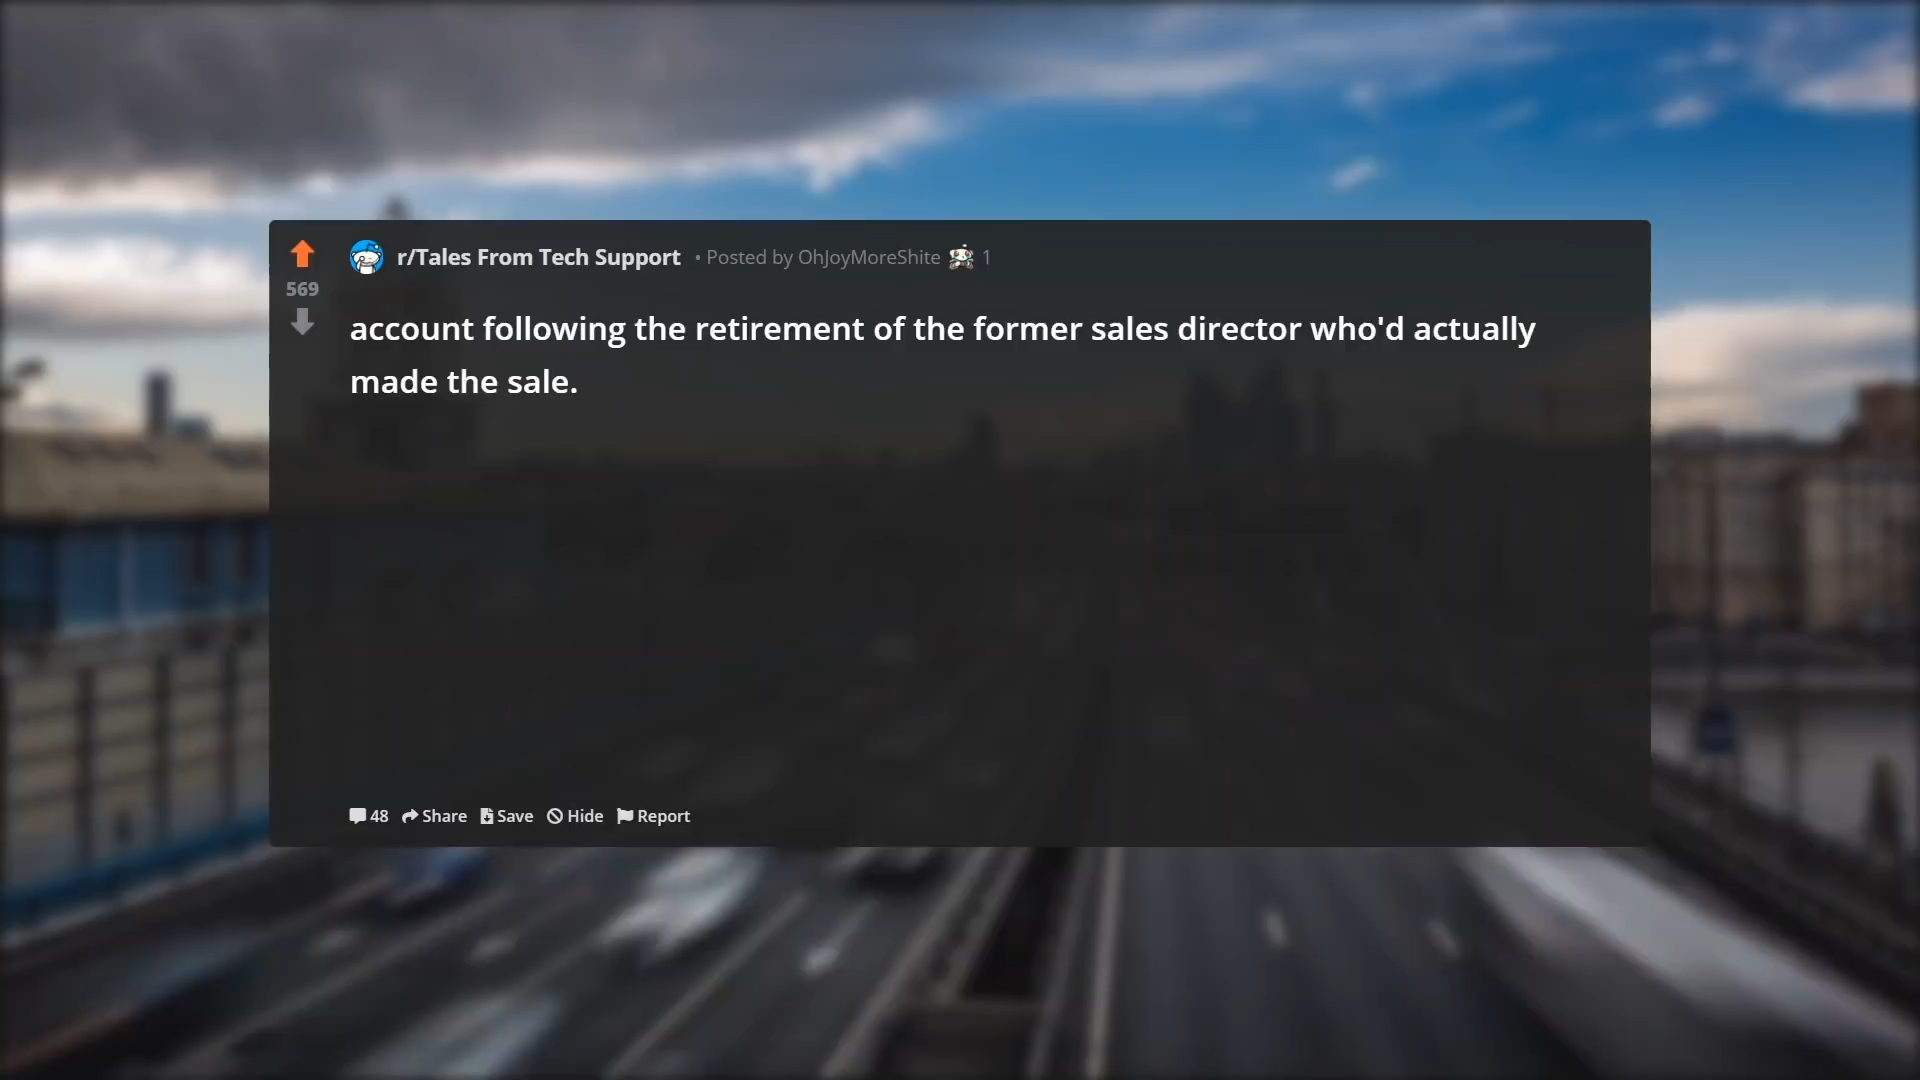 r/Tales From Tech Support • Posted by OhJoyMoreShite 1
569
account following the retirement of the former sales director who'd actually
made the sale.
48 Share Save Hide Report